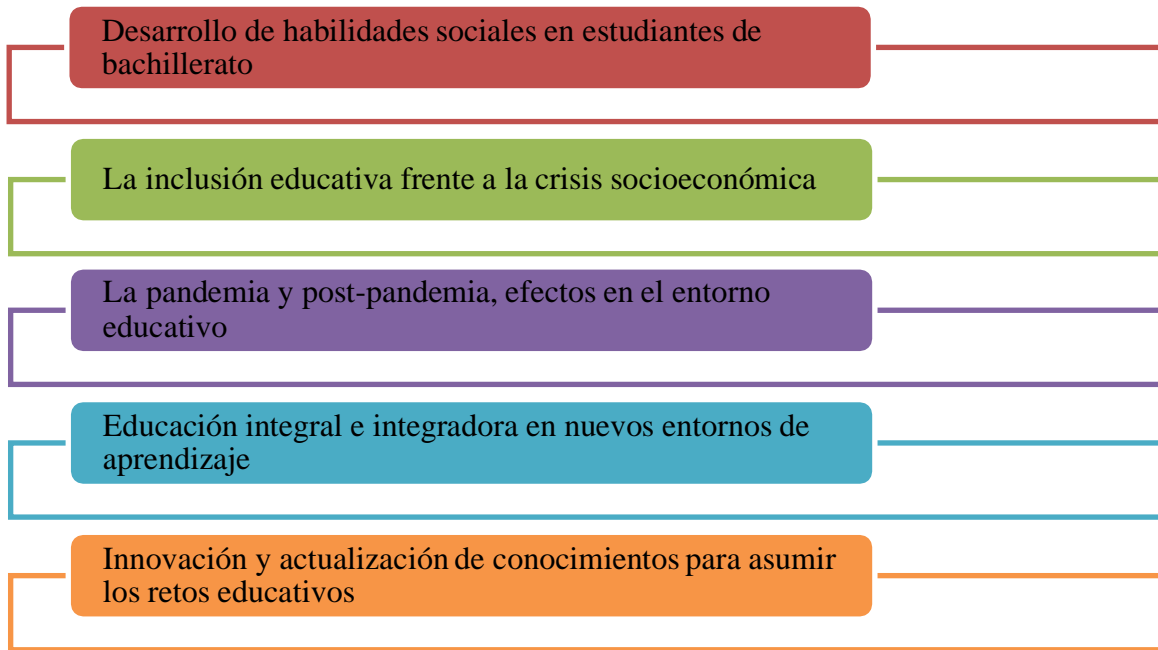 Desarrollo de habilidades sociales en estudiantes de
bachillerato
La inclusión educativa frente a la crisis socioeconómica
La pandemia y post-pandemia, efectos en el entorno
educativo
Educación integral e integradora en nuevos entornos de
aprendizaje
Innovación y actualización de conocimientos para asumir
los retos educativos